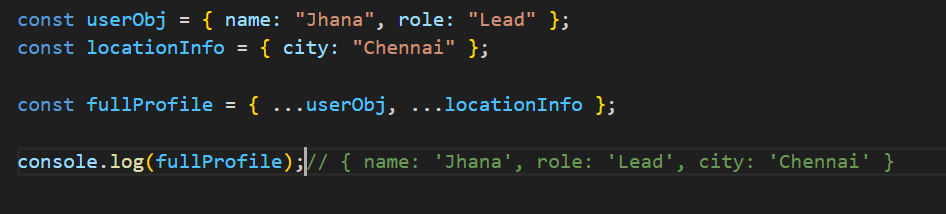 const userObj = { name: "Jhana", role: "Lead" };
const locationInfo = { city: "Chennai" };
const fullProfile = { ...userObj, ...locationInfo };
console.log(fullProfile);// { name: 'Jhana', role: 'Lead', city: 'Chennai' }